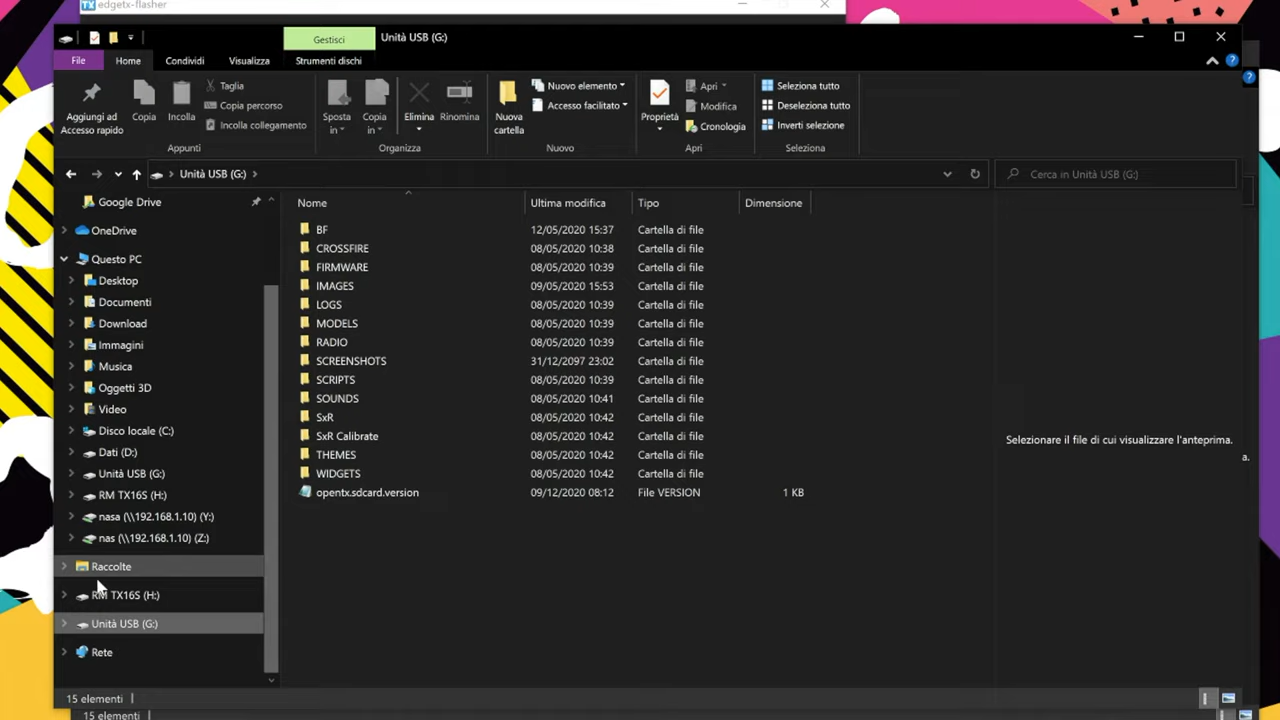 TX edgetx-flasher
Gestisci Unità USB (G:)
File Home Condividi Visualizza Strumenti dischi
Aggiungi ad Accesso rapido
Copia
Incolla
Taglia
Copia percorso
Incolla collegamento
Appunti
Sposta in
Copia in
Elimina
Rinomina
Organizza
Nuova cartella
Nuovo elemento
Accesso facilitato
Nuovo
Proprietà
Apri
Modifica
Cronologia
Apri
Seleziona tutto
Deseleziona tutto
Inverti selezione
Seleziona
Unità USB (G:)
Cerca in Unità USB (G:)
Google Drive
OneDrive
Questo PC
Desktop
Documenti
Download
Immagini
Musica
Oggetti 3D
Video
Disco locale (C:)
Dati (D:)
Unità USB (G:)
RM TX16S (H:)
nasa (\\192.168.1.10) (Y:)
nas (\\192.168.1.10) (Z:)
Raccolte
RM TX16S (H:)
Unità USB (G:)
Rete
Nome Ultima modifica Tipo Dimensione
BF 12/05/2020 15:37 Cartella di file
CROSSFIRE 08/05/2020 10:38 Cartella di file
FIRMWARE 08/05/2020 10:39 Cartella di file
IMAGES 09/05/2020 15:53 Cartella di file
LOGS 08/05/2020 10:39 Cartella di file
MODELS 08/05/2020 10:39 Cartella di file
RADIO 08/05/2020 10:39 Cartella di file
SCREENSHOTS 31/12/2097 23:02 Cartella di file
SCRIPTS 08/05/2020 10:39 Cartella di file
SOUNDS 08/05/2020 10:41 Cartella di file
SxR 08/05/2020 10:42 Cartella di file
SxR Calibrate 08/05/2020 10:42 Cartella di file
THEMES 08/05/2020 10:42 Cartella di file
WIDGETS 08/05/2020 10:42 Cartella di file
opentx.sdcard.version 09/12/2020 08:12 File VERSION 1 KB
Selezionare il file di cui visualizzare l'anteprima.
a.
15 elementi
15 elementi